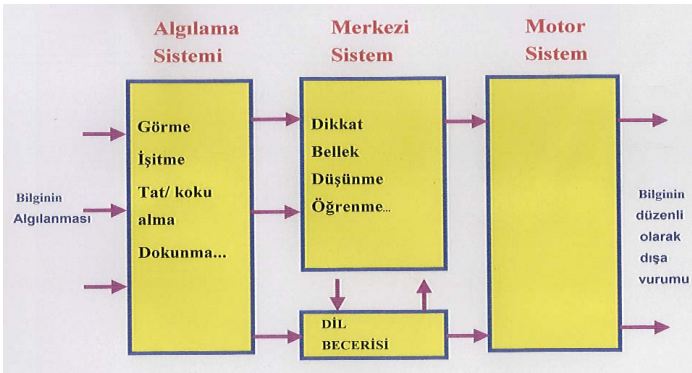 Algılama
Sistemi
Merkezi
Sistem
Motor
Sistem
Bilginin
Algılanması
Görme
İşitme
Tat/ koku
alma
Dokunma...
Dikkat
Bellek
Düşünme
Öğrenme...
DİL
BECERİSİ
Bilginin
düzenli
olarak
dışa
vurumu